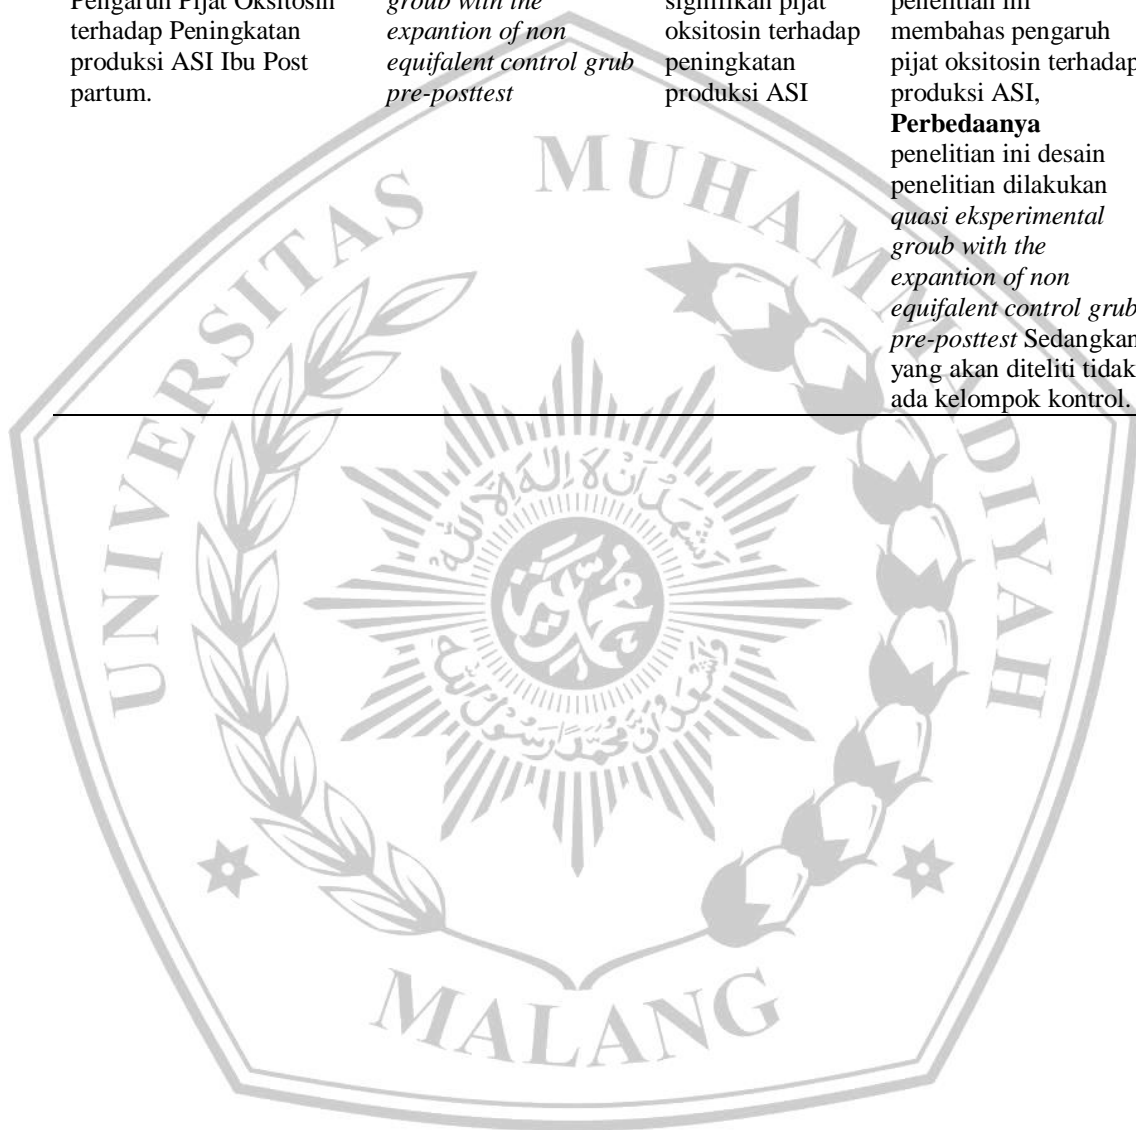 Pengaruh Pijat Oksitosin
terhadap Peningkatan
produksi ASI Ibu Post
partum.
groub with the
expantion of non
equifalent control grub
pre-posttest
signifikan pijat
oksitosin terhadap
peningkatan
produksi ASI
penelitian ini
membahas pengaruh
pijat oksitosin terhadap
produksi ASI,
Perbedaanya
penelitian ini desain
penelitian dilakukan
quasi eksperimental
groub with the
expantion of non
equifalent control grub
pre-posttest Sedangkan
yang akan diteliti tidak
ada kelompok kontrol.
UNIVERSITAS MUHAMMADIYAH
MALANG